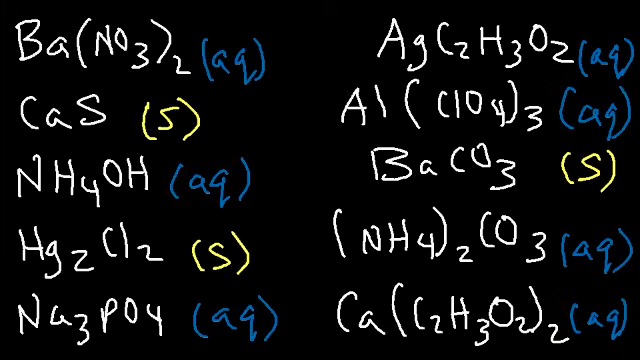 Ba(NO3)2 (aq)
CaS (s)
NH4OH (aq)
Hg2Cl2 (s)
Na3PO4 (aq)
AgC2H3O2 (aq)
Al(ClO4)3 (aq)
BaCO3 (s)
(NH4)2CO3 (aq)
Ca(C2H3O2)2 (aq)